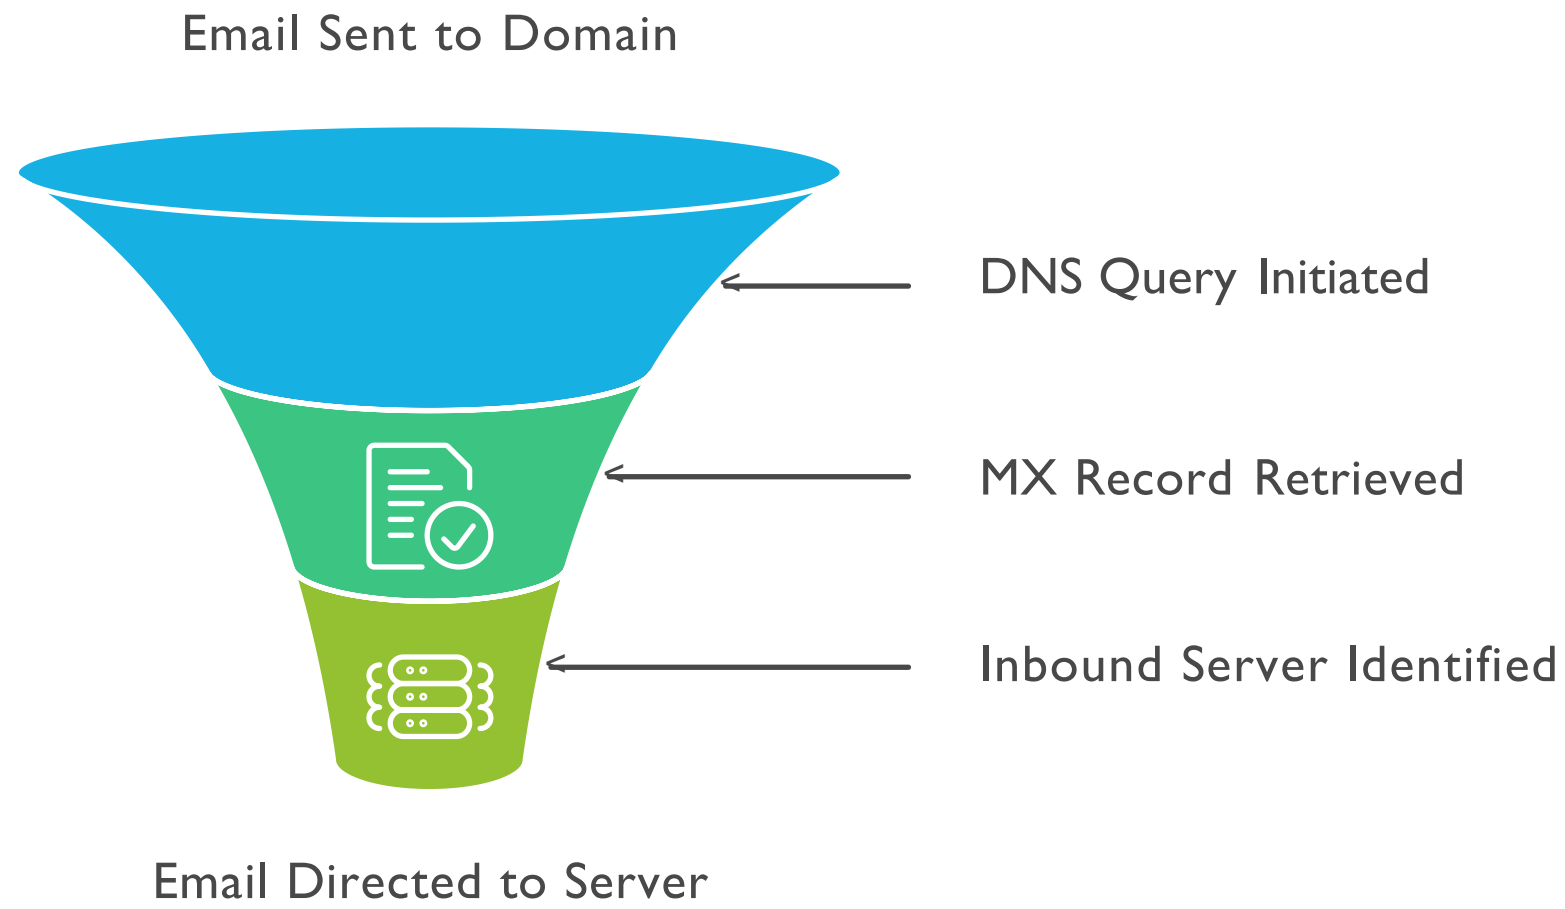 Email Sent to Domain
DNS Query Initiated
MX Record Retrieved
Inbound Server Identified
Email Directed to Server